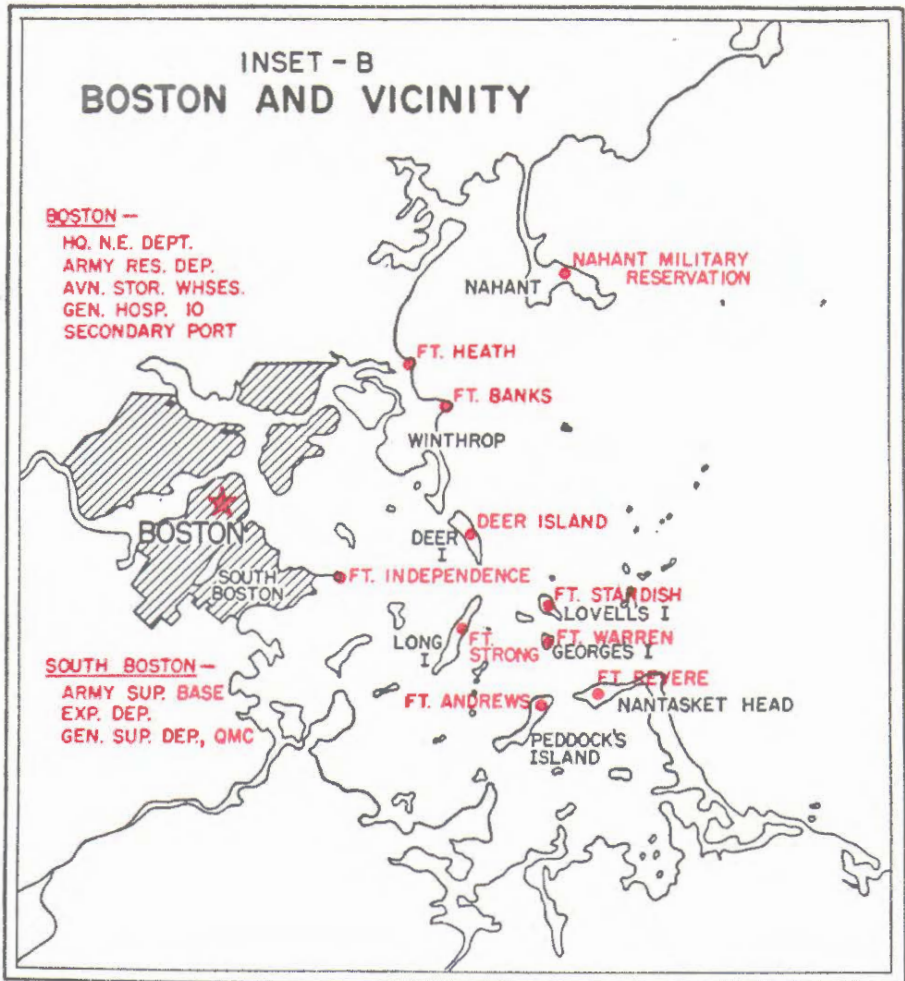 INSET - B
BOSTON AND VICINITY
BOSTON —
HQ. N.E. DEPT.
ARMY RES. DEP.
AVN. STOR. WHSES.
GEN. HOSP. 10
SECONDARY PORT
NAHANT MILITARY
RESERVATION
NAHANT
FT. HEATH
FT. BANKS
WINTHROP
BOSTON
DEER ISLAND
DEER
I
SOUTH
BOSTON
FT. INDEPENDENCE
FT. STANDISH
LOVELLS I
LONG
I
FT.
STRONG
FT. WARREN
GEORGES I
SOUTH BOSTON —
ARMY SUP. BASE
EXP. DEP.
GEN. SUP. DEP., QMC
FT. REVERE
NANTASKET HEAD
FT. ANDREWS
PEDDOCK'S
ISLAND